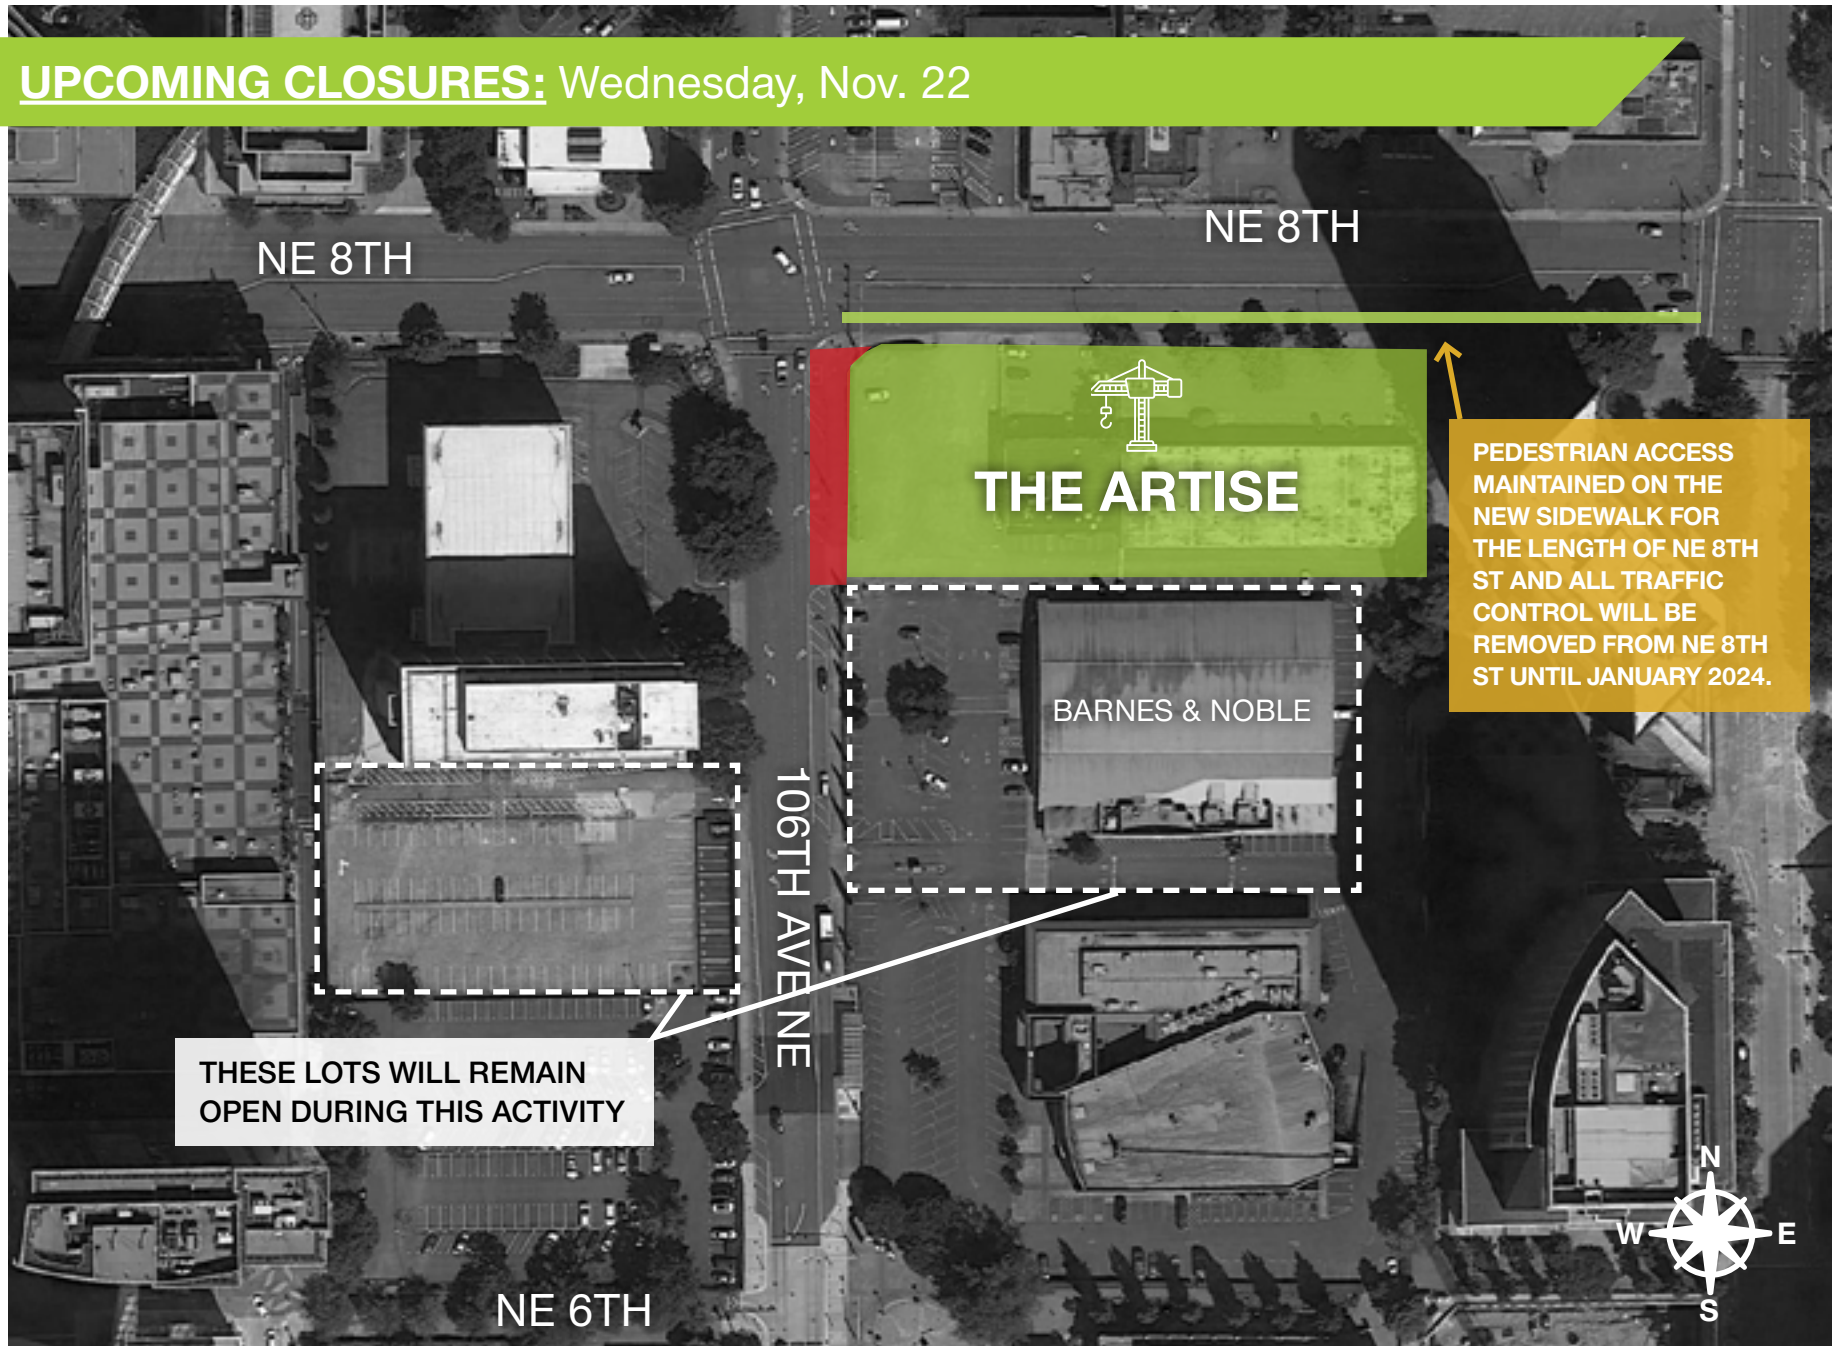 UPCOMING CLOSURES: Wednesday, Nov. 22
NE 8TH
NE 8TH
THE ARTISE
PEDESTRIAN ACCESS
MAINTAINED ON THE
NEW SIDEWALK FOR
THE LENGTH OF NE 8TH
ST AND ALL TRAFFIC
CONTROL WILL BE
REMOVED FROM NE 8TH
ST UNTIL JANUARY 2024.
BARNES & NOBLE
106TH AVE NE
THESE LOTS WILL REMAIN
OPEN DURING THIS ACTIVITY
NE 6TH
N
W
E
S